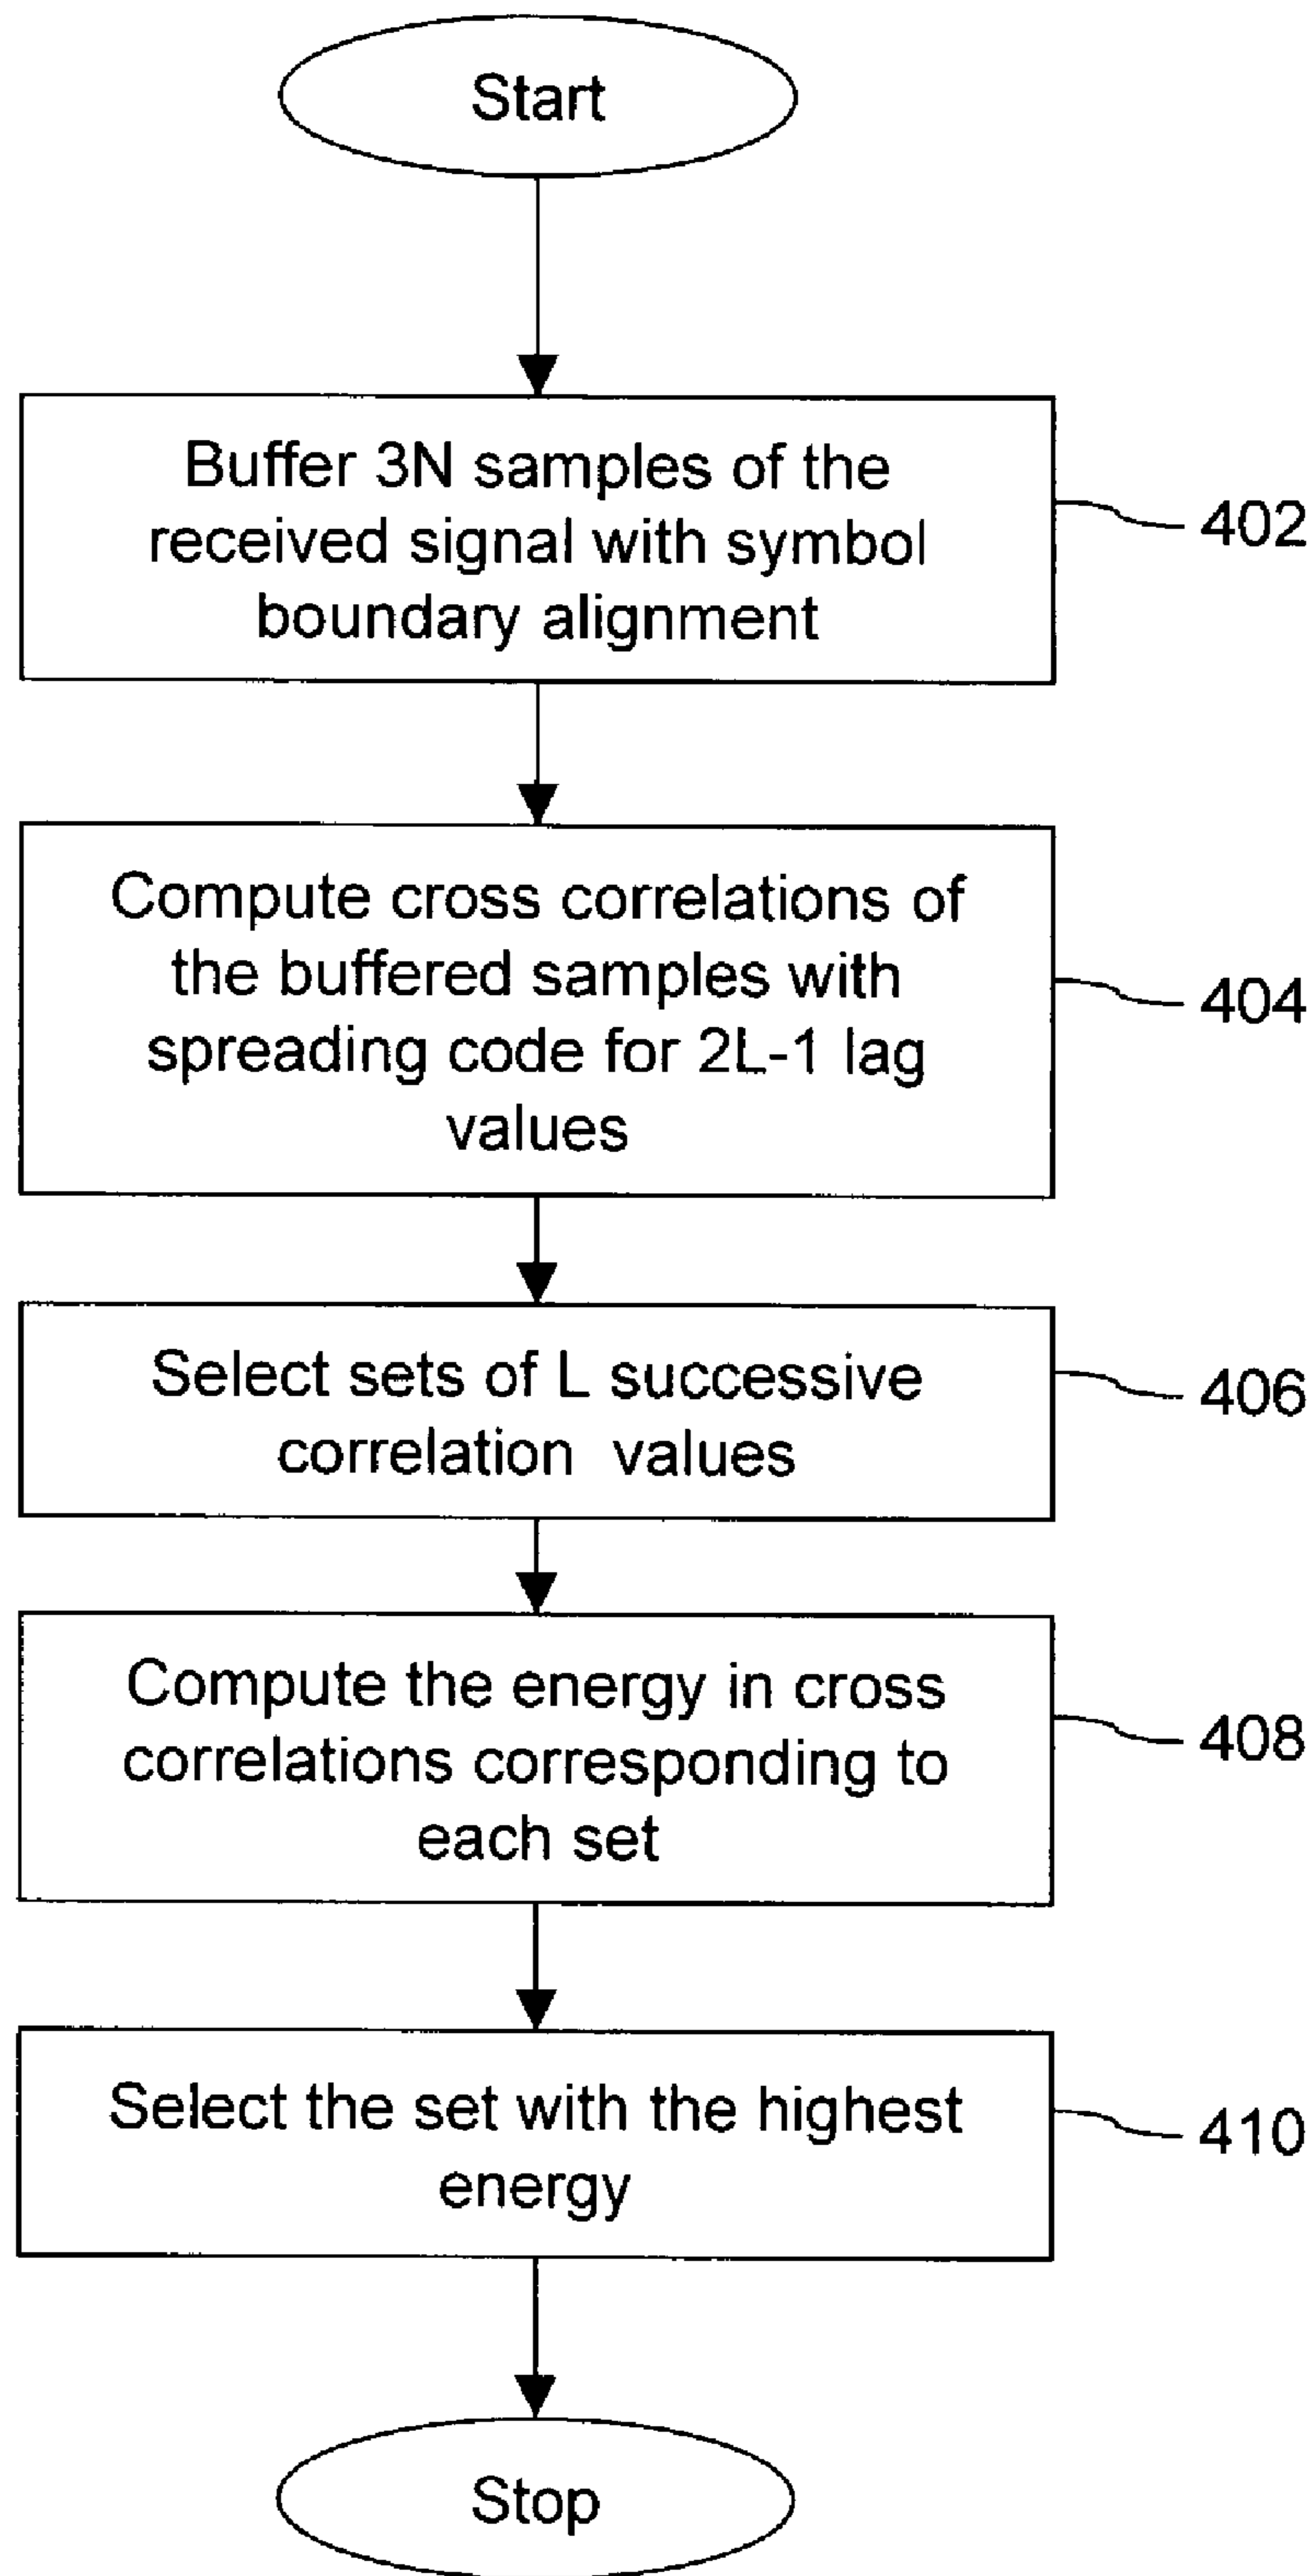 Start
Buffer 3N samples of the
received signal with symbol
boundary alignment
402
Compute cross correlations of
the buffered samples with
spreading code for 2L-1 lag
values
404
Select sets of L successive
correlation values
406
Compute the energy in cross
correlations corresponding to
each set
408
Select the set with the highest
energy
410
Stop